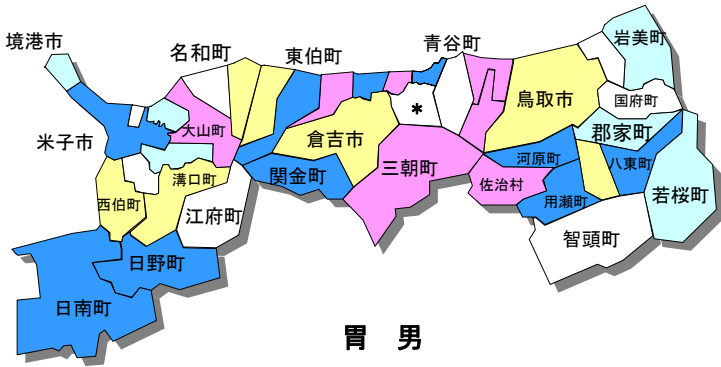 境港市
名和町
東伯町
青谷町
岩美町
米子市
大山町
倉吉市
*
鳥取市
国府町
郡家町
溝口町
関金町
三朝町
河原町
八東町
西伯町
江府町
佐治村
用瀬町
若桜町
智頭町
日野町
日南町
冑 男